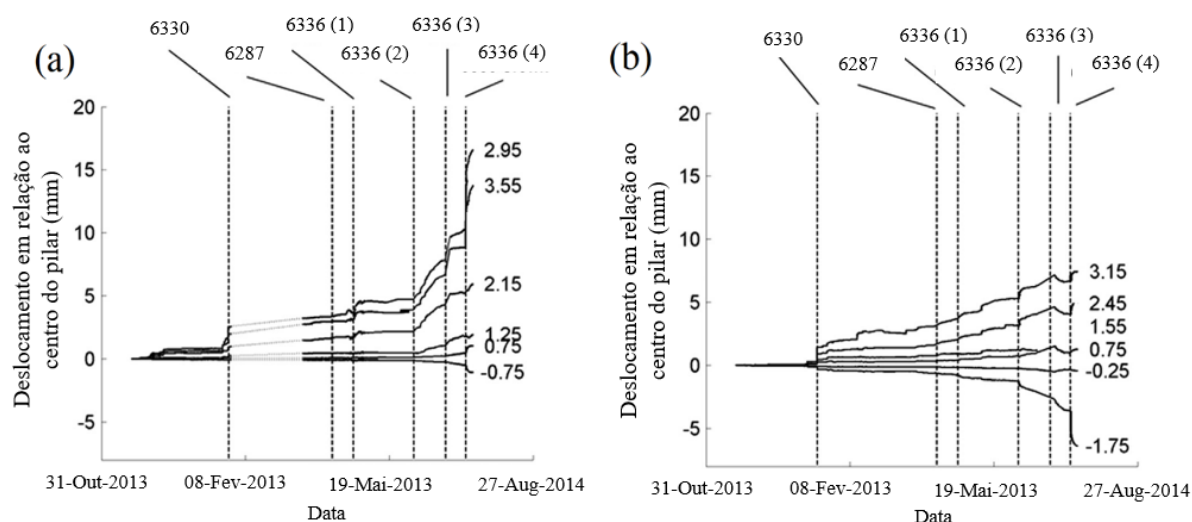 (a)
6330
6287
6336 (1)
6336 (2)
6336 (3)
6336 (4)
Deslocamento em relação ao
centro do pilar (mm)
20
15
10
5
0
-5
2.95
3.55
2.15
1.25
0.75
-0.75
31-Out-2013
08-Fev-2013
19-Mai-2013
27-Aug-2014
Data
(b)
6330
6287
6336 (1)
6336 (2)
6336 (3)
6336 (4)
Deslocamento em relação ao
centro do pilar (mm)
20
15
10
5
0
-5
3.15
2.45
1.55
0.75
-0.25
-1.75
31-Out-2013
08-Fev-2013
19-Mai-2013
27-Aug-2014
Data